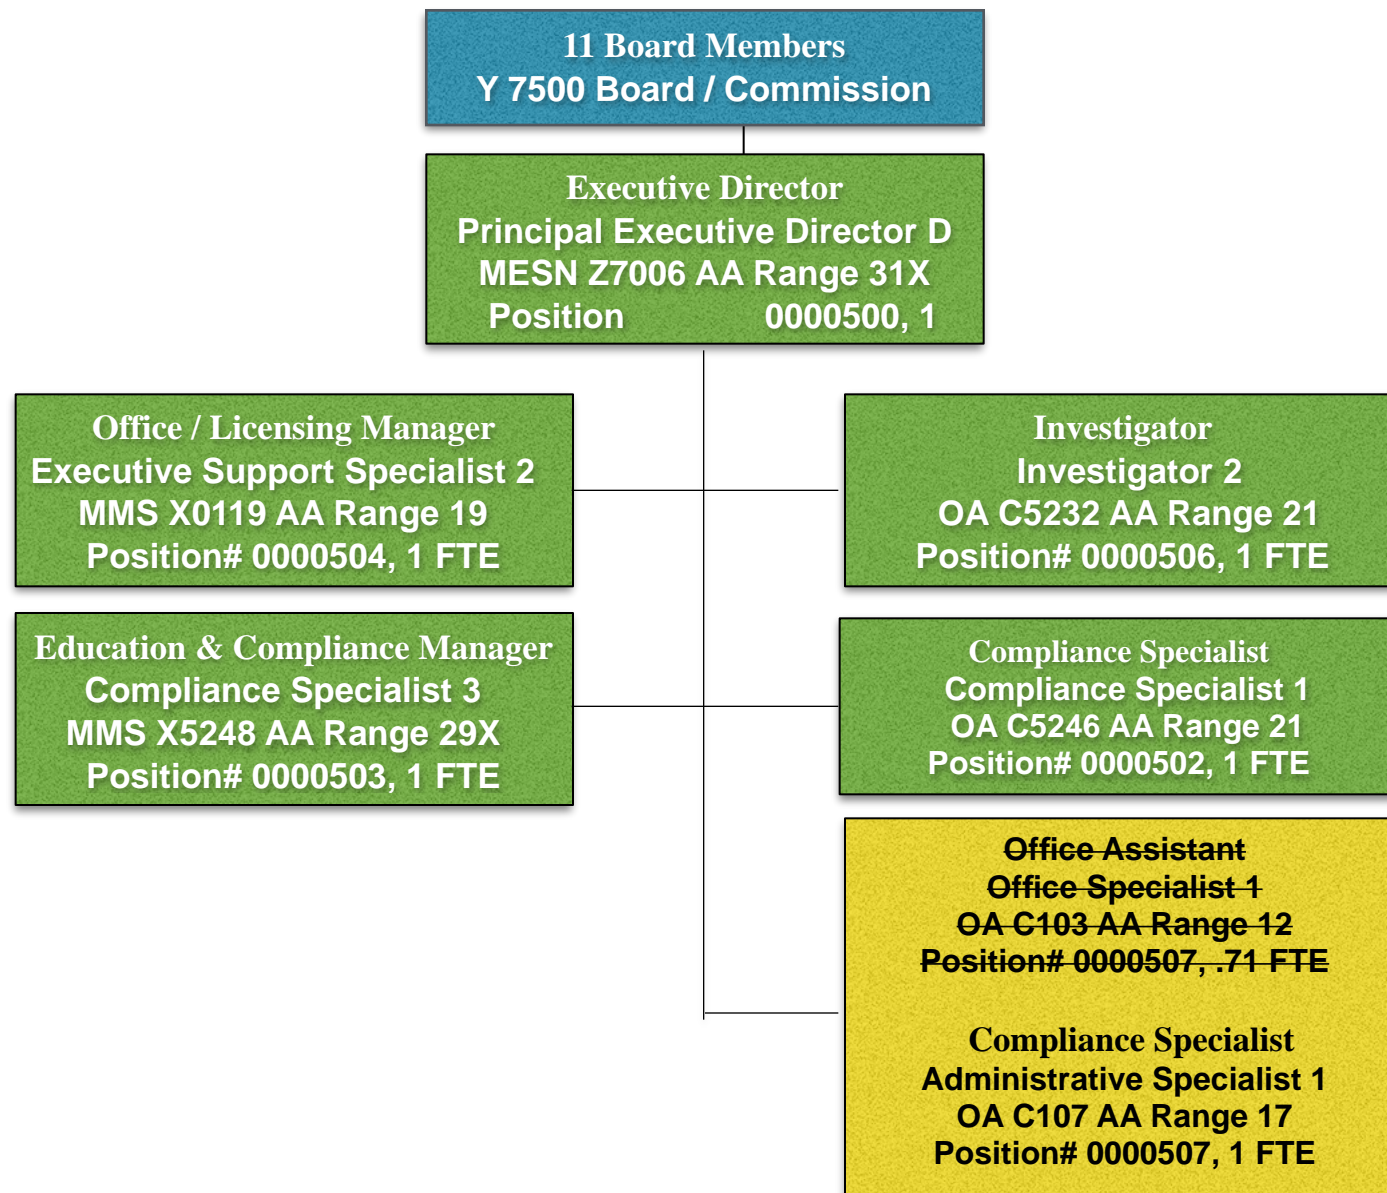 11 Board Members
Y 7500 Board / Commission
Executive Director
Principal Executive Director D
MESN Z7006 AA Range 31X
Position 0000500, 1
Office / Licensing Manager
Executive Support Specialist 2
MMS X0119 AA Range 19
Position# 0000504, 1 FTE
Investigator
Investigator 2
OA C5232 AA Range 21
Position# 0000506, 1 FTE
Education & Compliance Manager
Compliance Specialist 3
MMS X5248 AA Range 29X
Position# 0000503, 1 FTE
Compliance Specialist
Compliance Specialist 1
OA C5246 AA Range 21
Position# 0000502, 1 FTE
Office Assistant
Office Specialist 1
OA C103 AA Range 12
Position# 0000507, .71 FTE
Compliance Specialist
Administrative Specialist 1
OA C107 AA Range 17
Position# 0000507, 1 FTE